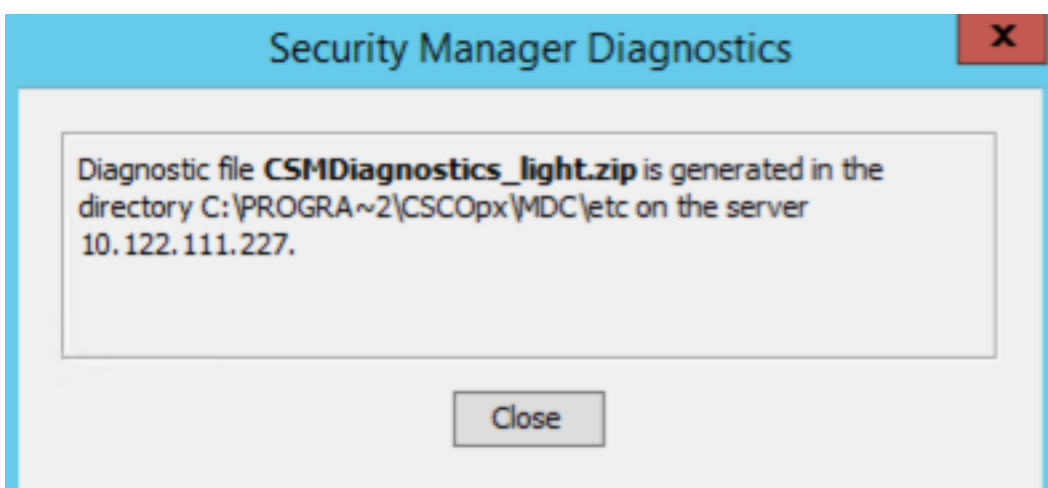 Security Manager Diagnostics
x
Diagnostic file CSMDiagnostics_light.zip is generated in the
directory C:\PROGRA~2\CSCOpx\MDC\etc on the server
10.122.111.227.
Close